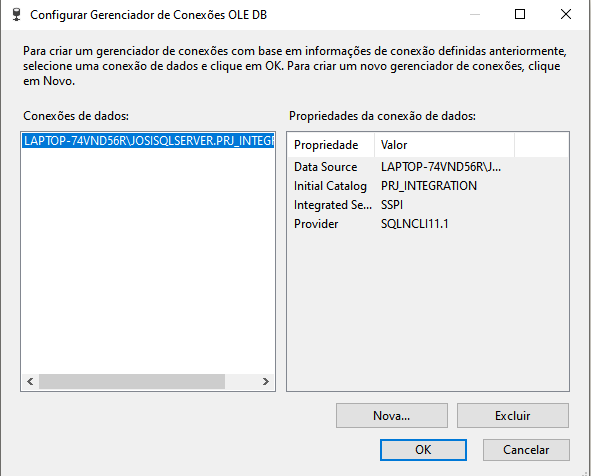 Configurar Gerenciador de Conexões OLE DB
Para criar um gerenciador de conexões com base em informações de conexão definidas anteriormente,
selecione uma conexão de dados e clique em OK. Para criar um novo gerenciador de conexões, clique
em Novo.
Conexões de dados:
LAPTOP-74VND56R\JOSISQLSERVER.PRJ_INTEGR
Propriedades da conexão de dados:
Propriedade Valor
Data Source LAPTOP-74VND56R\J...
Initial Catalog PRJ_INTEGRATION
Integrated Se... SSPI
Provider SQLNCLI11.1
Nova... Excluir
OK Cancelar